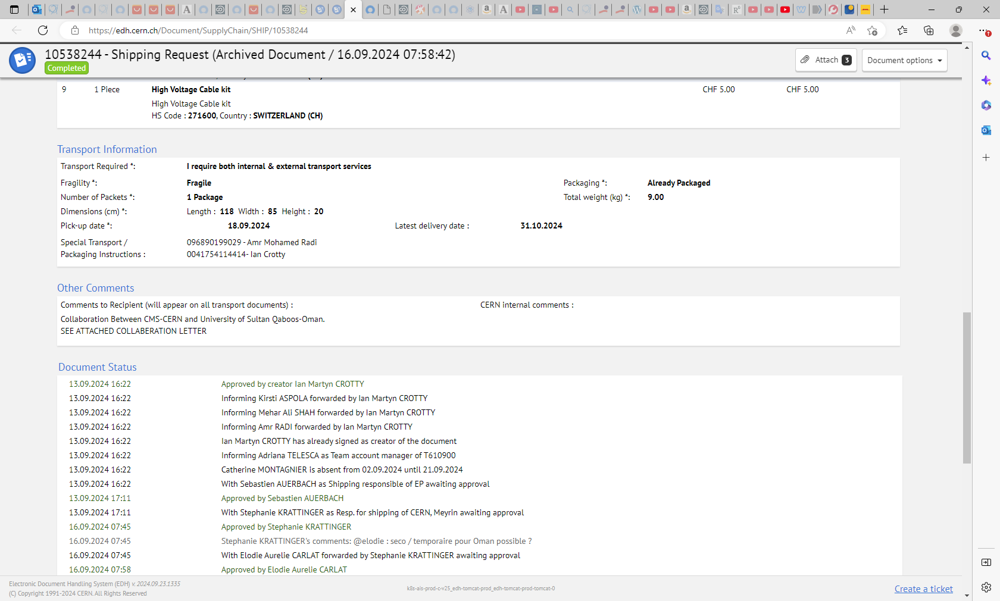 https://edh.cern.ch/Document/SupplyChain/SHIP/10538244
10538244 - Shipping Request (Archived Document / 16.09.2024 07:58:42)
Completed
Attach 3
Document options
9 1 Piece High Voltage Cable kit CHF 5.00 CHF 5.00
High Voltage Cable kit
HS Code : 271600, Country : SWITZERLAND (CH)
Transport Information
Transport Required *: I require both internal & external transport services
Fragility *: Fragile Packaging *: Already Packaged
Number of Packets *: 1 Package Total weight (kg) *: 9.00
Dimensions (cm) *: Length : 118 Width : 85 Height : 20
Pick-up date *: 18.09.2024 Latest delivery date : 31.10.2024
Special Transport / 096890199029 - Amr Mohamed Radi
Packaging Instructions : 0041754114414- Ian Crotty
Other Comments
Comments to Recipient (will appear on all transport documents) : CERN internal comments :
Collaboration Between CMS-CERN and University of Sultan Qaboos-Oman.
SEE ATTACHED COLLABERATION LETTER
Document Status
13.09.2024 16:22 Approved by creator Ian Martyn CROTTY
13.09.2024 16:22 Informing Kirsti ASPOLA forwarded by Ian Martyn CROTTY
13.09.2024 16:22 Informing Mehar Ali SHAH forwarded by Ian Martyn CROTTY
13.09.2024 16:22 Informing Amr RADI forwarded by Ian Martyn CROTTY
13.09.2024 16:22 Ian Martyn CROTTY has already signed as creator of the document
13.09.2024 16:22 Informing Adriana TELESCA as Team account manager of T610900
13.09.2024 16:22 Catherine MONTAGNIER is absent from 02.09.2024 until 21.09.2024
13.09.2024 16:22 With Sebastien AUERBACH as Shipping responsible of EP awaiting approval
13.09.2024 17:11 Approved by Sebastien AUERBACH
13.09.2024 17:11 With Stephanie KRATTINGER as Resp. for shipping of CERN, Meyrin awaiting approval
16.09.2024 07:45 Approved by Stephanie KRATTINGER
16.09.2024 07:45 Stephanie KRATTINGER's comments: @elodie : seco / temporaire pour Oman possible ?
16.09.2024 07:45 With Elodie Aurelie CARLAT forwarded by Stephanie KRATTINGER awaiting approval
16.09.2024 07:58 Approved by Elodie Aurelie CARLAT
Electronic Document Handling System (EDH) v. 2024.09.23.1335
(C) Copyright 1991-2024 CERN. All Rights Reserved
k8s-ais-prod-c-v25_edh-tomcat-prod_edh-tomcat-prod-tomcat-0
Create a ticket